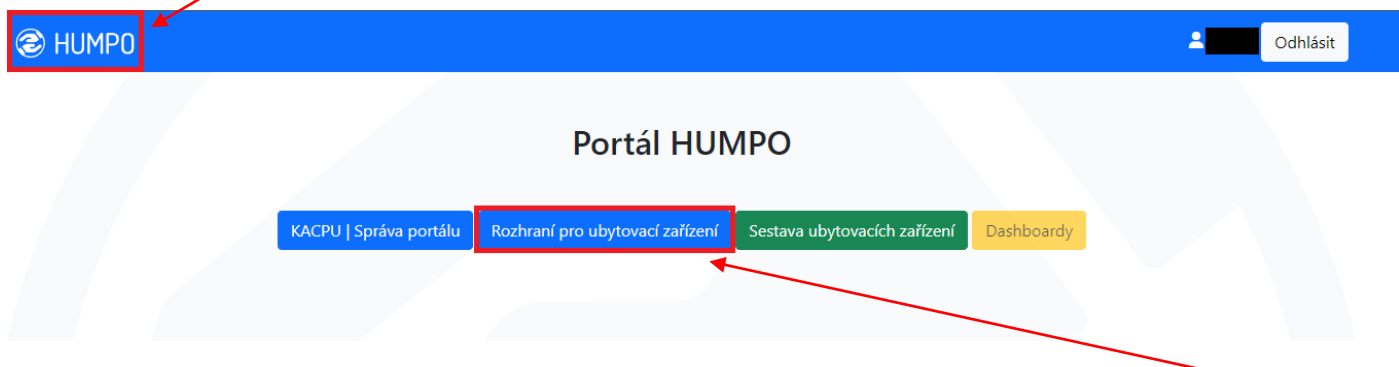 HUMPO
Odhlásit
Portál HUMPO
KACPU | Správa portálu
Rozhraní pro ubytovací zařízení
Sestava ubytovacích zařízení
Dashboardy